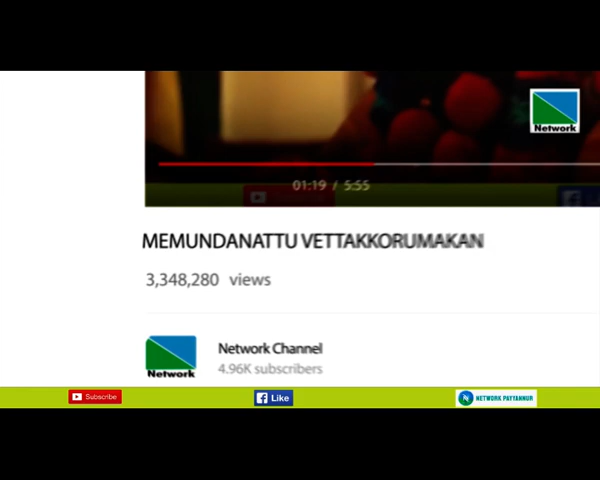 Network
01:19 / 5:55
MEMUNDANATTU VETTAKKORUMAKAN
3,348,280 views
Network Channel
4.96K subscribers
Network
Subscribe
Like
NETWORK PAYYANNUR